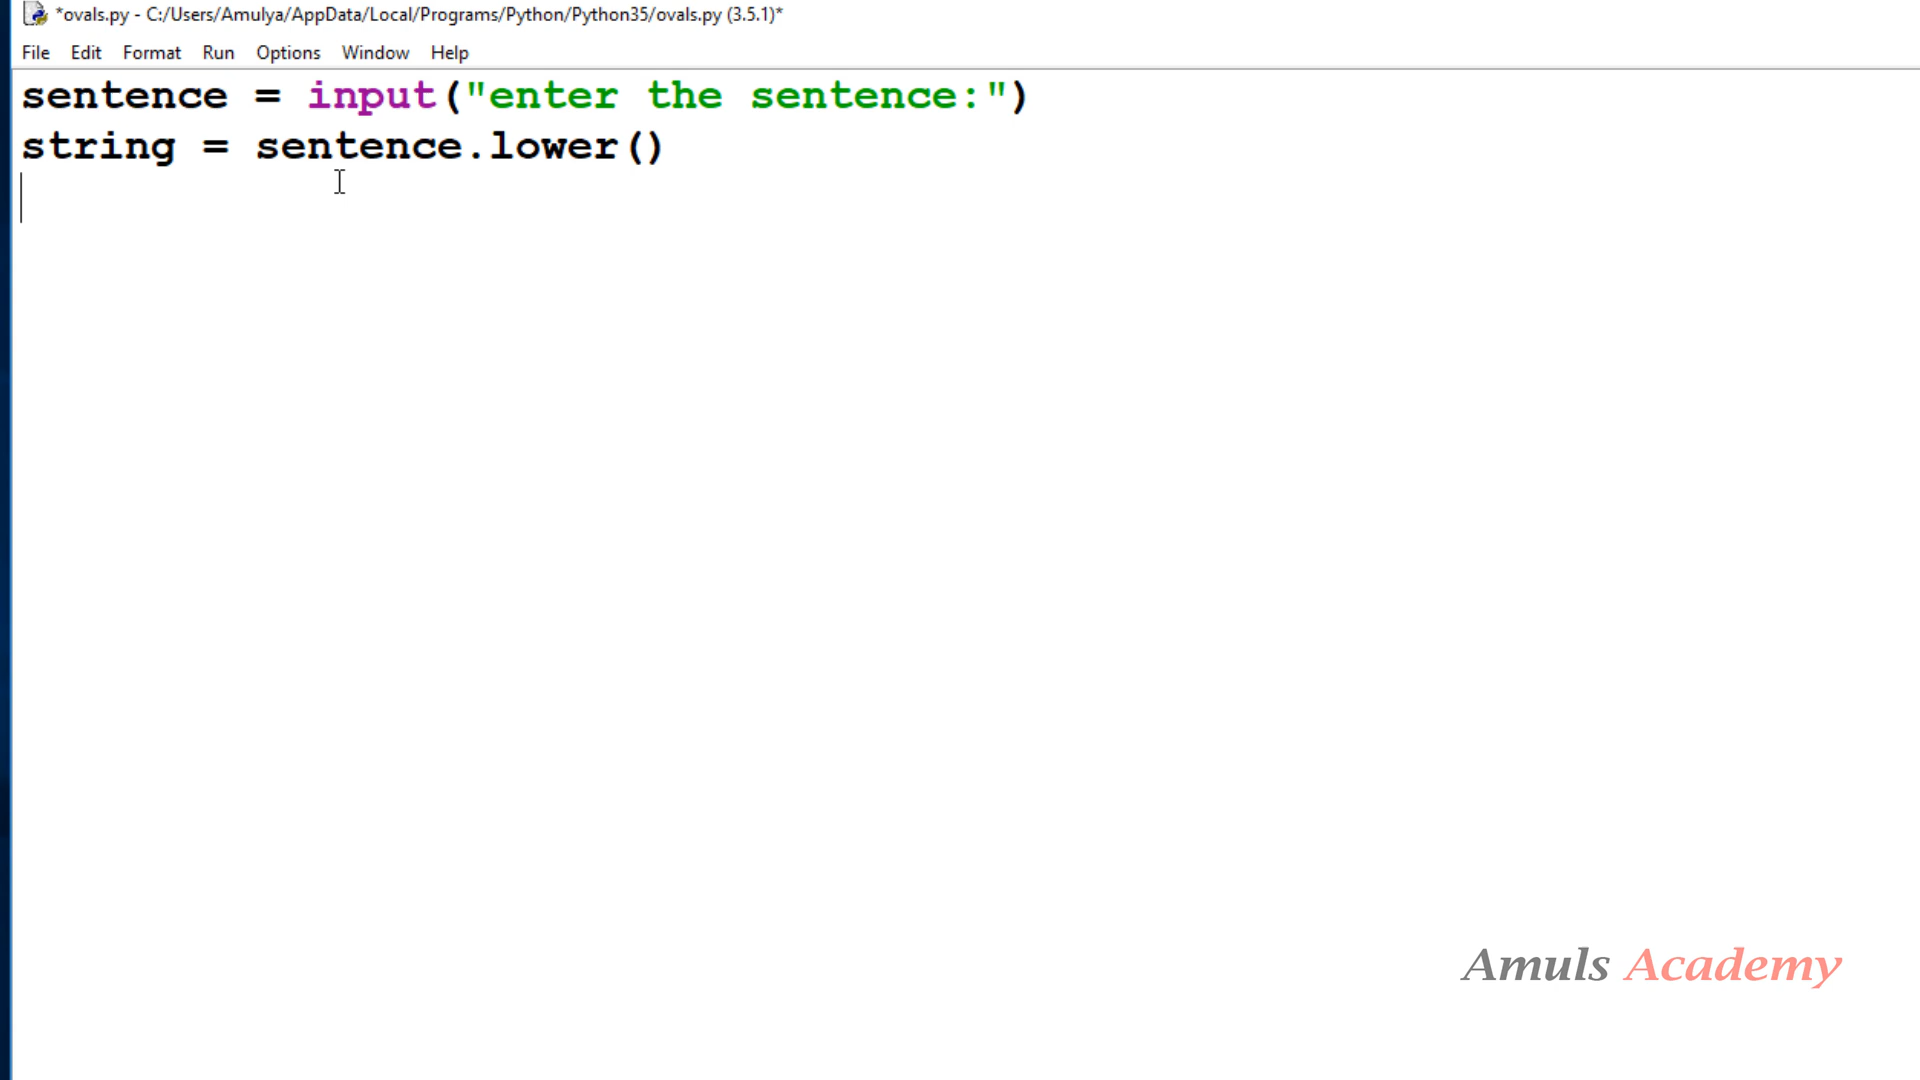 *ovals.py - C:/Users/Amulya/AppData/Local/Programs/Python/Python35/ovals.py (3.5.1)*
File Edit Format Run Options Window Help
sentence = input("enter the sentence:")
string = sentence.lower()
Amuls Academy